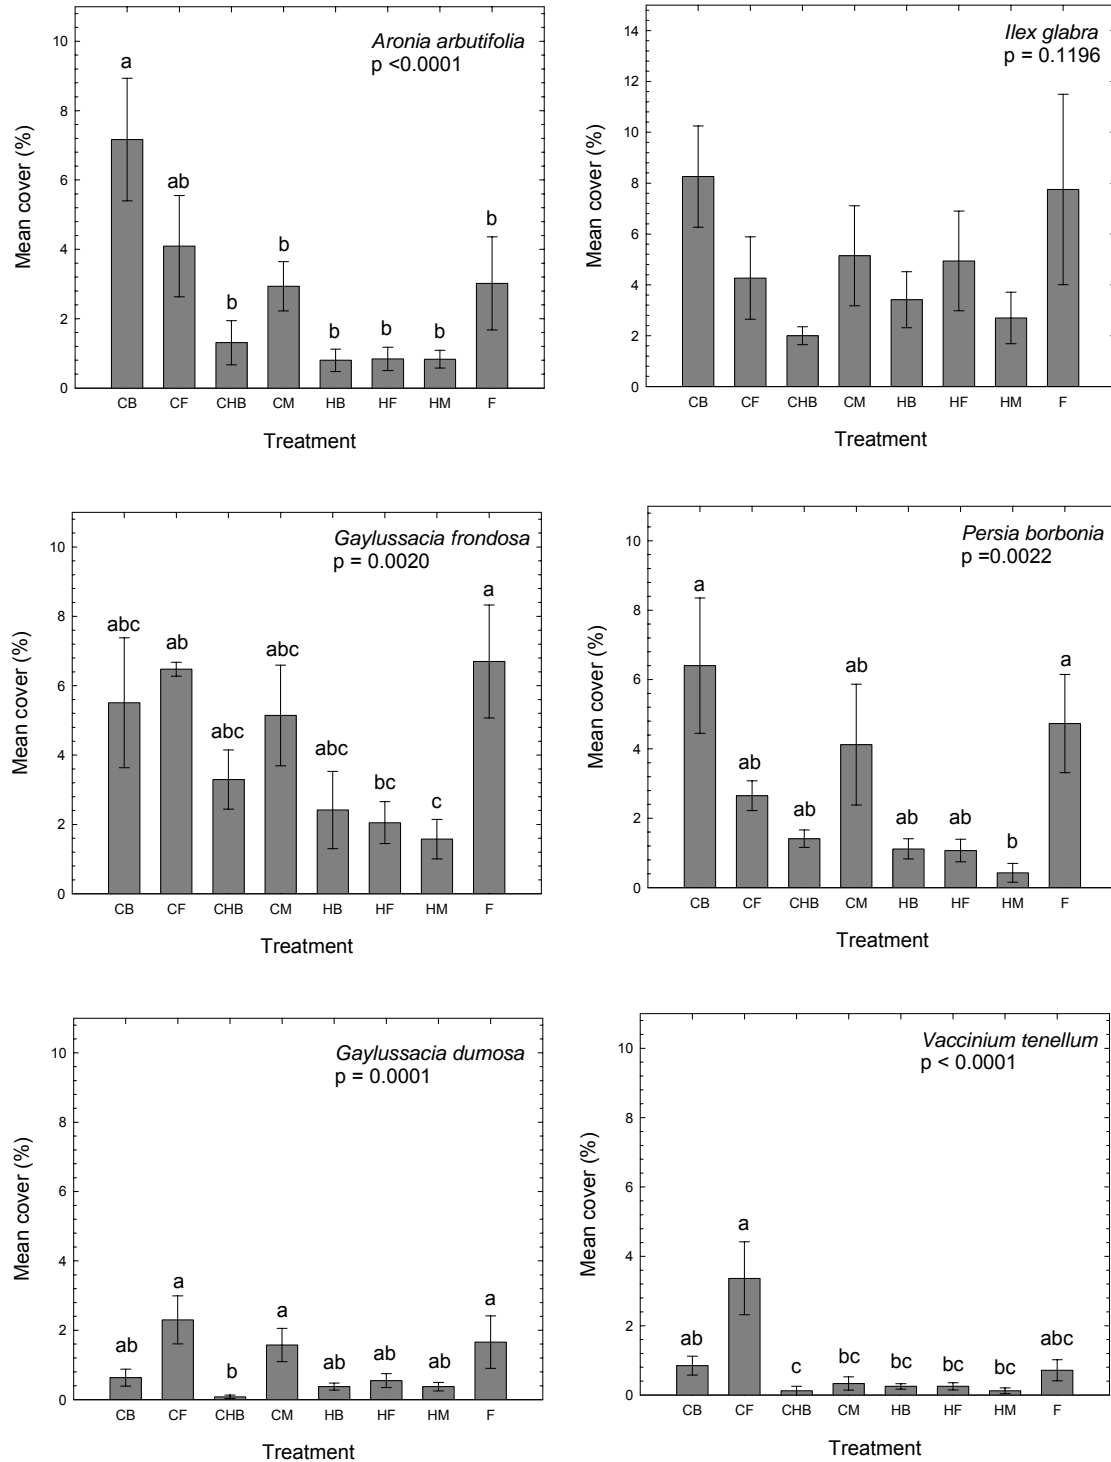 Aronia arbutifolia
p <0.0001
Mean cover (%)
10
8
6
4
2
0
a
ab
b
b
b
b
b
b
CB CF CHB CM HB HF HM F
Treatment
Ilex glabra
p = 0.1196
Mean cover (%)
14
12
10
8
6
4
2
0
CB CF CHB CM HB HF HM F
Treatment
Gaylussacia frondosa
p = 0.0020
Mean cover (%)
10
8
6
4
2
0
abc
ab
abc
abc
abc
bc
c
a
CB CF CHB CM HB HF HM F
Treatment
Persia borbonia
p =0.0022
Mean cover (%)
10
8
6
4
2
0
a
ab
ab
ab
ab
ab
b
a
CB CF CHB CM HB HF HM F
Treatment
Gaylussacia dumosa
p = 0.0001
Mean cover (%)
10
8
6
4
2
0
ab
a
b
a
ab
ab
ab
a
CB CF CHB CM HB HF HM F
Treatment
Vaccinium tenellum
p < 0.0001
Mean cover (%)
10
8
6
4
2
0
ab
a
c
bc
bc
bc
bc
abc
CB CF CHB CM HB HF HM F
Treatment